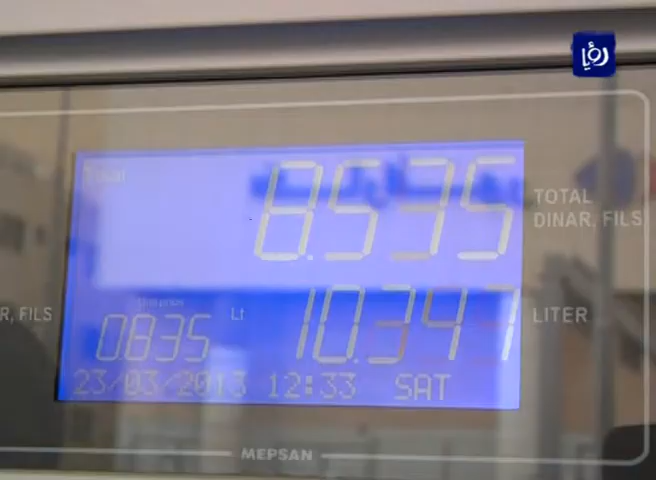 رؤيا
8.535
TOTAL
DINAR, FILS
R, FILS
0.835 Lt
10.347
LITER
23/03/2013 12:33 SAT
MEPSAN